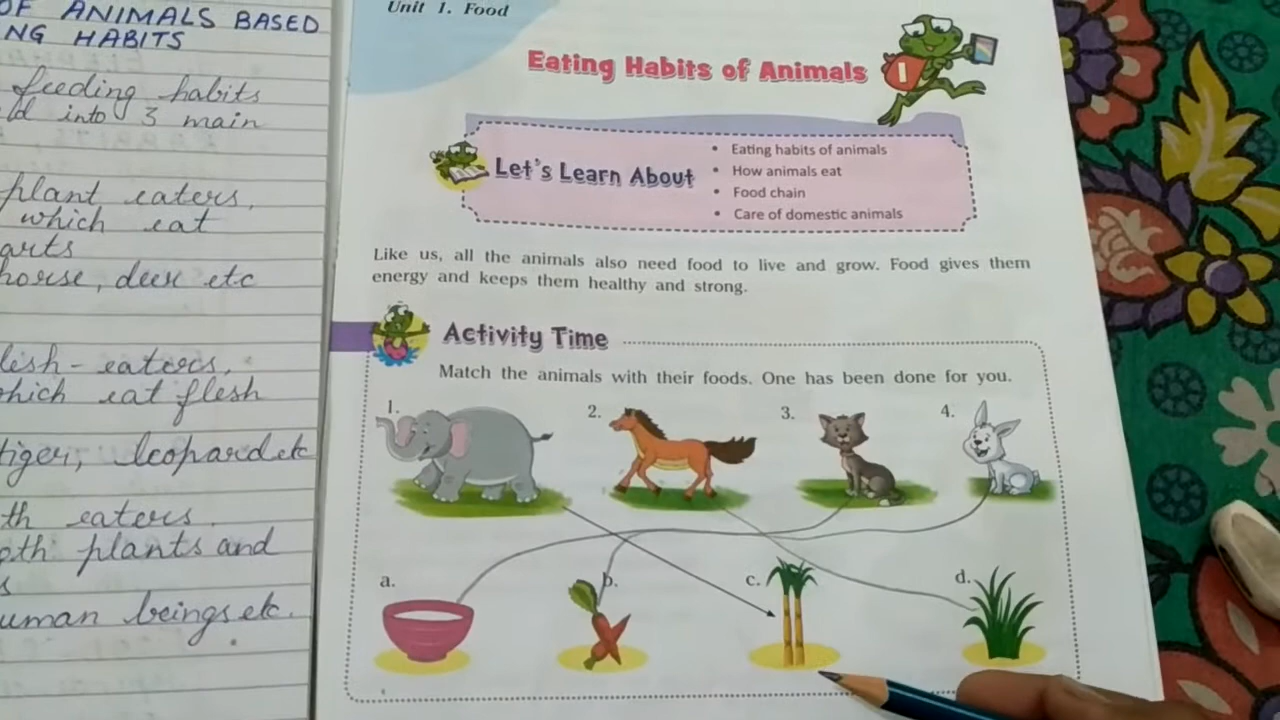 OF ANIMALS BASED
NG HABITS
feeding habits
into 3 main
plant eaters,
which eat
arts
horse, deer etc
lesh-eaters,
hich eat flesh
tiger, leopard etc
th eaters.
oth plants and
s
uman beings etc.
Unit 1. Food
Eating Habits of Animals
1
Let's Learn About
• Eating habits of animals
• How animals eat
• Food chain
• Care of domestic animals
Like us, all the animals also need food to live and grow. Food gives them
energy and keeps them healthy and strong.
Activity Time
Match the animals with their foods. One has been done for you.
1. 2. 3. 4.
a. b. c. d.